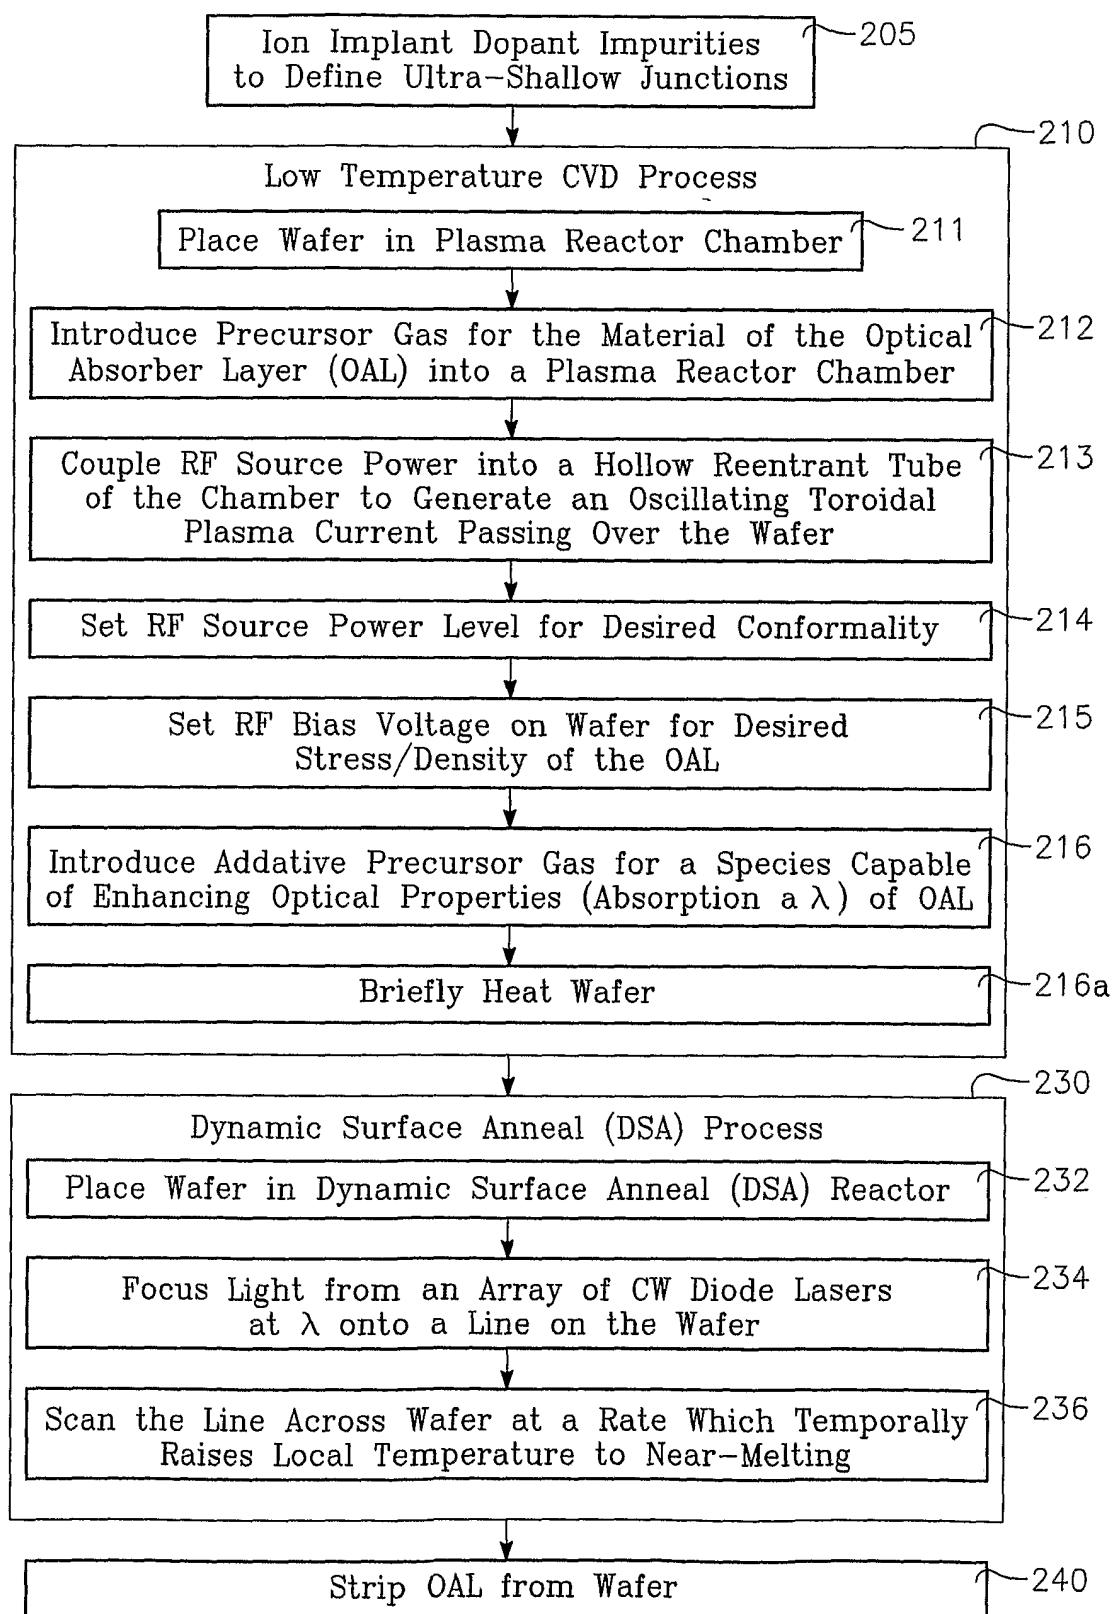 Ion Implant Dopant Impurities
to Define Ultra-Shallow Junctions
205
210
Low Temperature CVD Process
Place Wafer in Plasma Reactor Chamber
211
Introduce Precursor Gas for the Material of the Optical
Absorber Layer (OAL) into a Plasma Reactor Chamber
212
Couple RF Source Power into a Hollow Reentrant Tube
of the Chamber to Generate an Oscillating Toroidal
Plasma Current Passing Over the Wafer
213
Set RF Source Power Level for Desired Conformality
214
Set RF Bias Voltage on Wafer for Desired
Stress/Density of the OAL
215
Introduce Addative Precursor Gas for a Species Capable
of Enhancing Optical Properties (Absorption a λ) of OAL
216
Briefly Heat Wafer
216a
230
Dynamic Surface Anneal (DSA) Process
Place Wafer in Dynamic Surface Anneal (DSA) Reactor
232
Focus Light from an Array of CW Diode Lasers
at λ onto a Line on the Wafer
234
Scan the Line Across Wafer at a Rate Which Temporally
Raises Local Temperature to Near-Melting
236
Strip OAL from Wafer
240